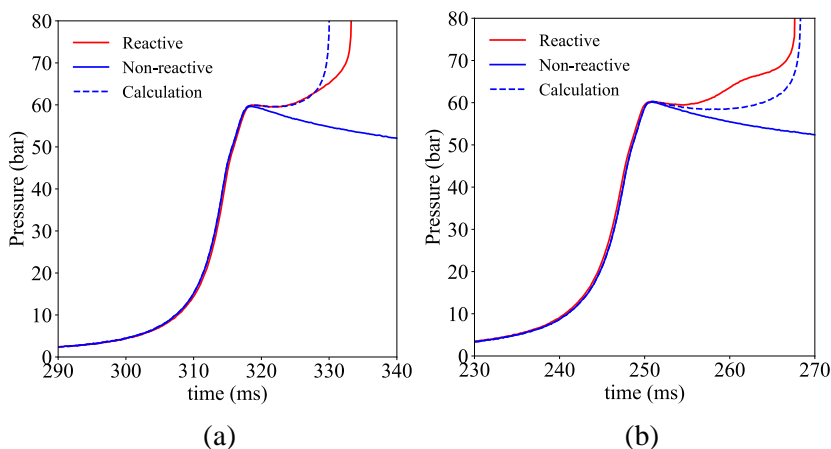 80
70
60
50
40
30
20
10
0
Pressure (bar)
Reactive
Non-reactive
Calculation
290 300 310 320 330 340
time (ms)
(a)
80
70
60
50
40
30
20
10
0
Pressure (bar)
Reactive
Non-reactive
Calculation
230 240 250 260 270
time (ms)
(b)